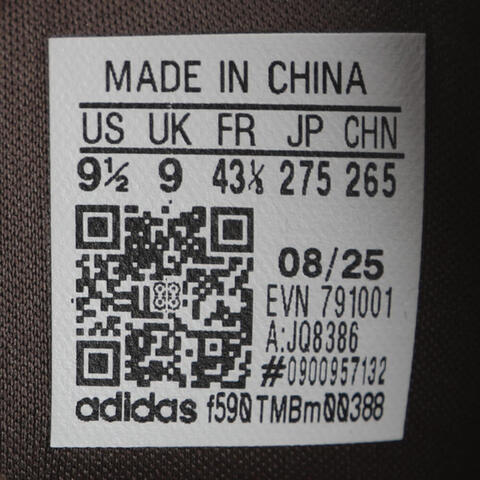 MADE IN CHINA
US UK FR JP CHN
9½ 9 43⅓ 275 265
08/25
EVN 791001
A:JQ8386
#0900957132
adidas f590TMBm00388